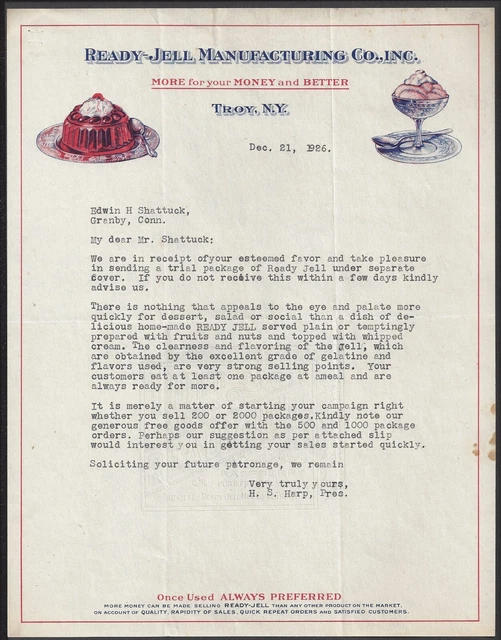 READY-JELL MANUFACTURING CO., INC.
MORE for your MONEY and BETTER
TROY, N.Y.
Dec. 21, 1926.
Edwin H Shattuck,
Granby, Conn.
My dear Mr. Shattuck:
We are in receipt ofyour esteemed favor and take pleasure
in sending a trial package of Ready Jell under separate
cover. If you do not receive this within a few days kindly
advise us.
There is nothing that appeals to the eye and palate more
quickly for dessert, salad or social than a dish of de-
licious home-made READY JELL served plain or temptingly
prepared with fruits and nuts and topped with whipped
cream. The clearness and flavoring of the gell, which
are obtained by the excellent grade of gelatine and
flavors used, are very strong selling points. Your
customers eat at least one package at ameal and are
always ready for more.
It is merely a matter of starting your campaign right
whether you sell 200 or 2000 packages.Kindly note our
generous free goods offer with the 500 and 1000 package
orders. Perhaps our suggestion as per attached slip
would interest you in getting your sales started quickly.
Soliciting your future patronage, we remain
Very truly yours,
H. S. Harp, Pres.
Once Used ALWAYS PREFERRED
MORE MONEY CAN BE MADE SELLING READY-JELL THAN ANY OTHER PRODUCT ON THE MARKET,
ON ACCOUNT OF QUALITY, RAPIDITY OF SALES, QUICK REPEAT ORDERS AND SATISFIED CUSTOMERS.